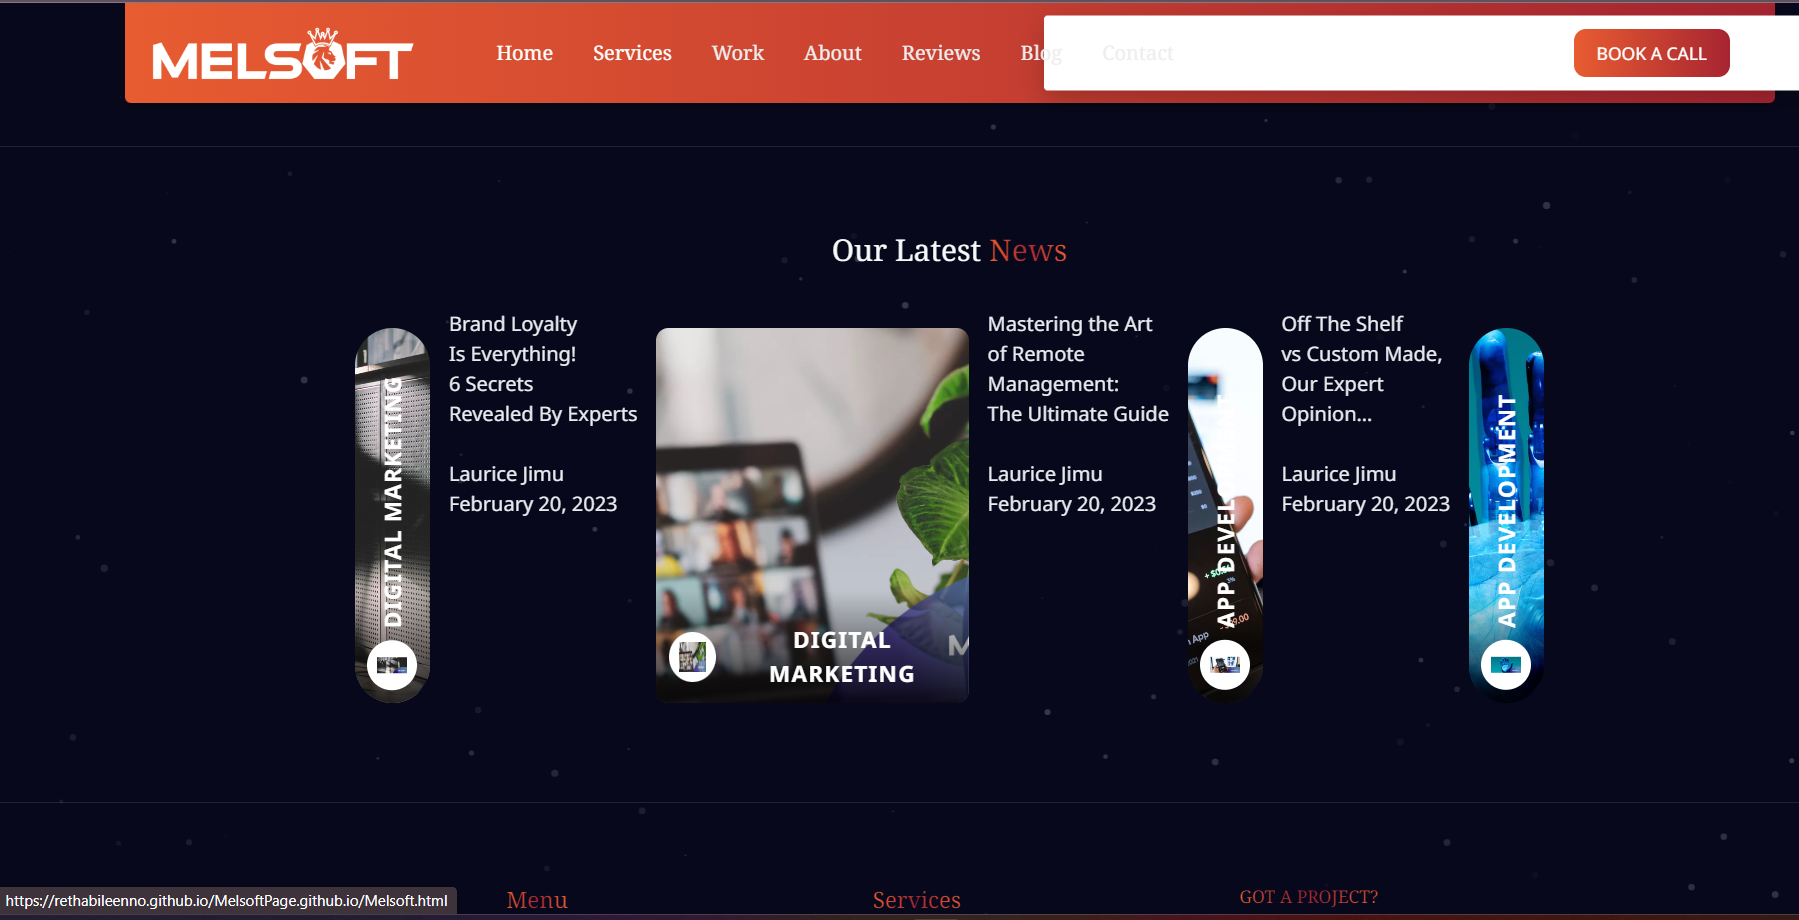 MELSOFT
Home
Services
Work
About
Reviews
Blog
Contact
BOOK A CALL
Our Latest News
DIGITAL MARKETING
Brand Loyalty
Is Everything!
6 Secrets
Revealed By Experts
Laurice Jimu
February 20, 2023
DIGITAL
MARKETING
Mastering the Art
of Remote
Management:
The Ultimate Guide
Laurice Jimu
February 20, 2023
APP DEVELOPMENT
Off The Shelf
vs Custom Made,
Our Expert
Opinion...
Laurice Jimu
February 20, 2023
APP DEVELOPMENT
Menu
Services
GOT A PROJECT?
https://rethabileenno.github.io/MelsoftPage.github.io/Melsoft.html